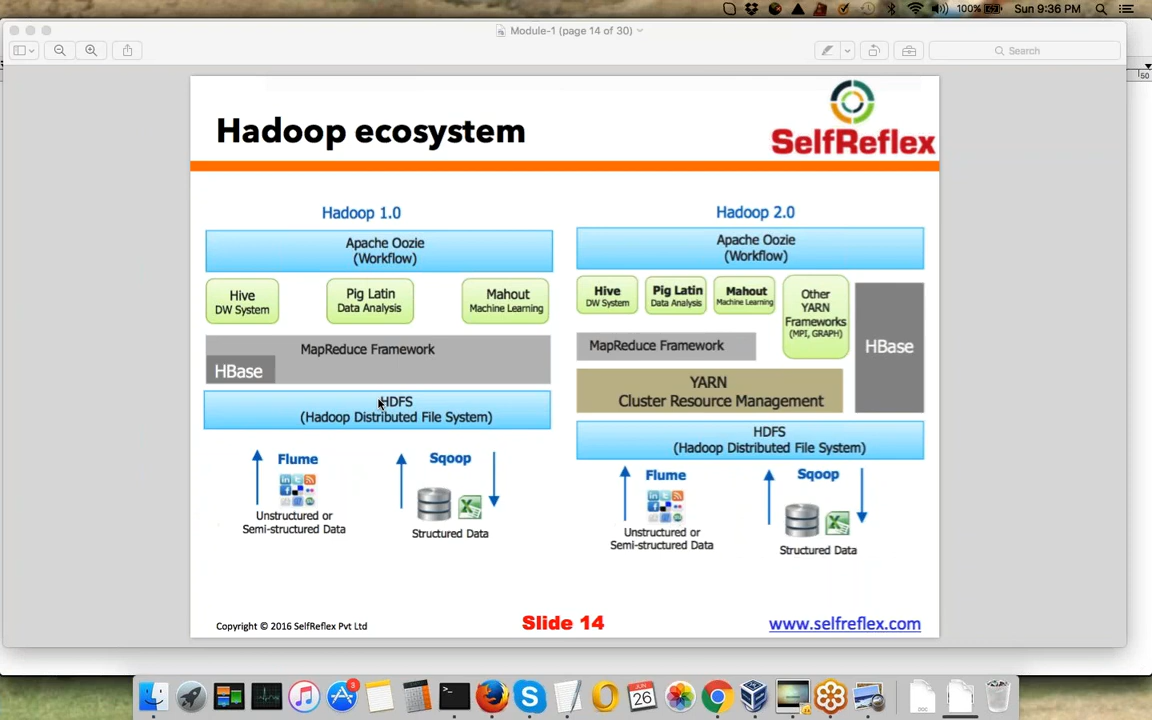 100%
Sun 9:36 PM
Module-1 (page 14 of 30)
Search
50
Hadoop ecosystem
SelfReflex
Hadoop 1.0
Apache Oozie
(Workflow)
Hive
DW System
Pig Latin
Data Analysis
Mahout
Machine Learning
MapReduce Framework
HBase
HDFS
(Hadoop Distributed File System)
Flume
Unstructured or
Semi-structured Data
Sqoop
Structured Data
Hadoop 2.0
Apache Oozie
(Workflow)
Hive
DW System
Pig Latin
Data Analysis
Mahout
Machine Learning
Other
YARN
Frameworks
(MPI, GRAPH)
HBase
MapReduce Framework
YARN
Cluster Resource Management
HDFS
(Hadoop Distributed File System)
Flume
Unstructured or
Semi-structured Data
Sqoop
Structured Data
Copyright © 2016 SelfReflex Pvt Ltd
Slide 14
www.selfreflex.com
3
26